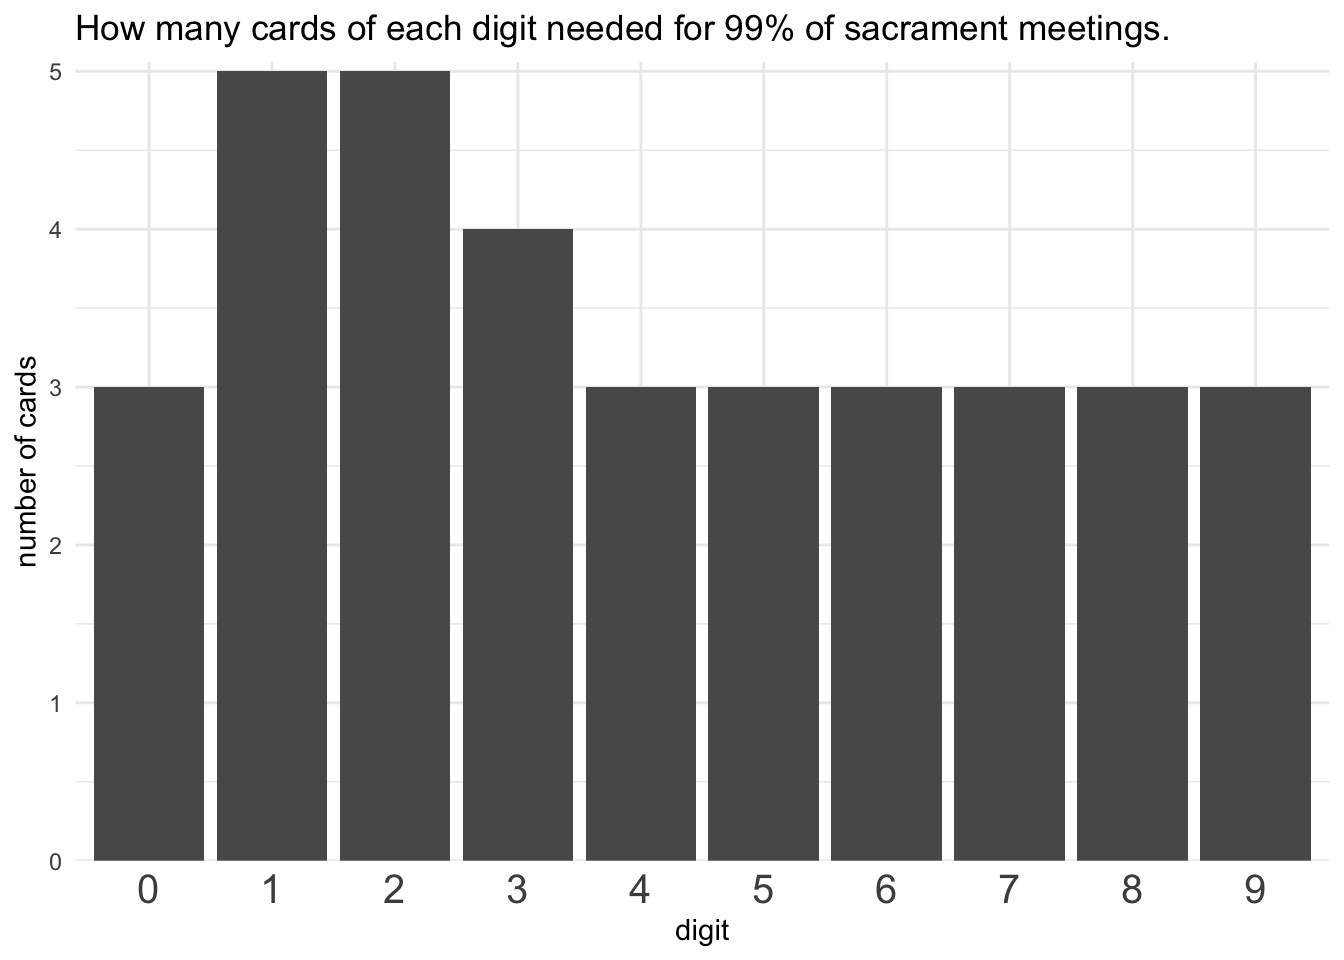 How many cards of each digit needed for 99% of sacrament meetings.
5
4
3
2
1
0
number of cards
0 1 2 3 4 5 6 7 8 9
digit